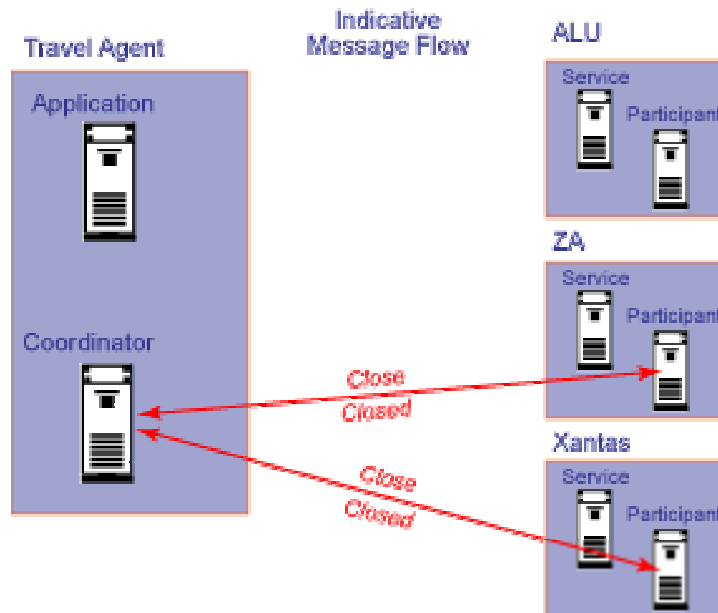 Indicative
Message Flow
Travel Agent
Application
Coordinator
ALU
Service
Participant
ZA
Service
Participant
Close
Closed
Xantas
Service
Participant
Close
Closed